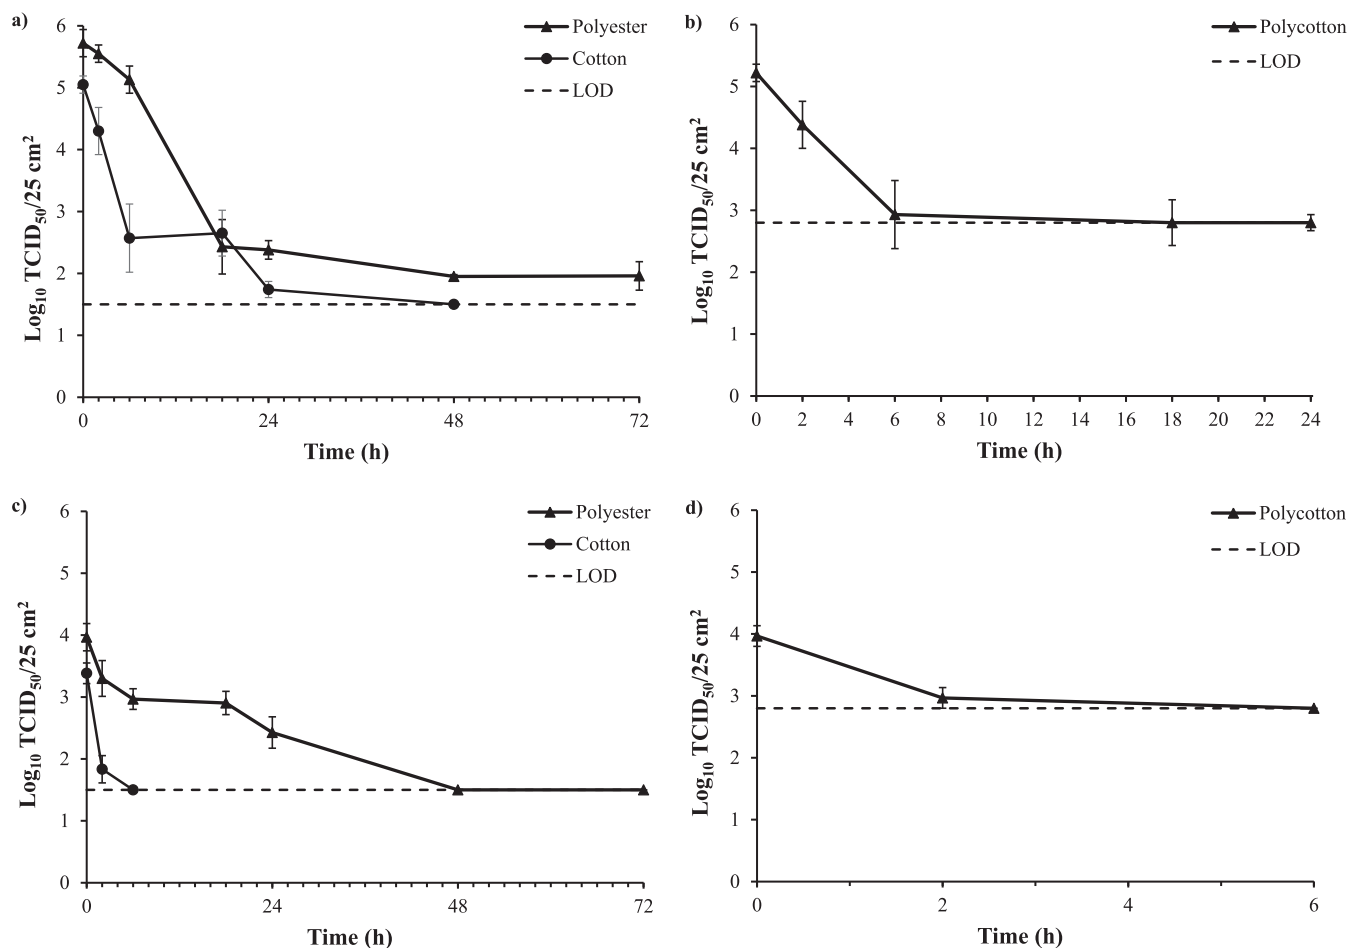 a)
Polyester
Cotton
LOD
Log10 TCID50/25 cm2
6
5
4
3
2
1
0
0 24 48 72
Time (h)
b)
Polycotton
LOD
Log10 TCID50/25 cm2
6
5
4
3
2
1
0
0 2 4 6 8 10 12 14 16 18 20 22 24
Time (h)
c)
Polyester
Cotton
LOD
Log10 TCID50/25 cm2
6
5
4
3
2
1
0
0 24 48 72
Time (h)
d)
Polycotton
LOD
Log10 TCID50/25 cm2
6
5
4
3
2
1
0
0 2 4 6
Time (h)